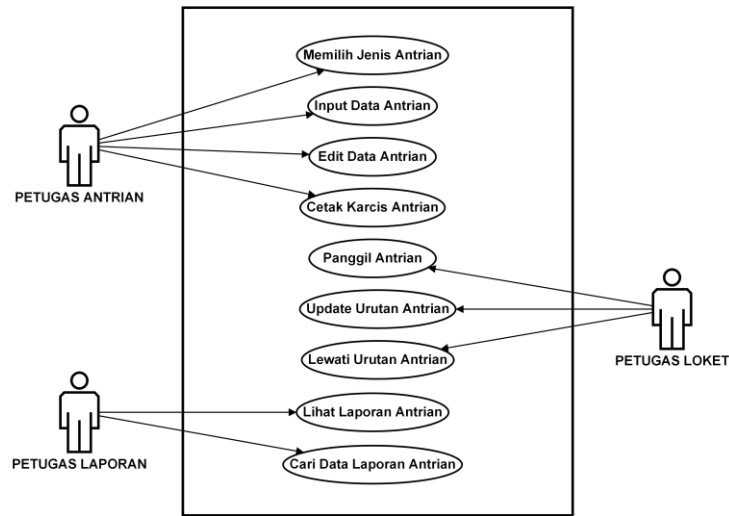 Memilih Jenis Antrian
Input Data Antrian
Edit Data Antrian
PETUGAS ANTRIAN
Cetak Karcis Antrian
Panggil Antrian
Update Urutan Antrian
Lewati Urutan Antrian
PETUGAS LOKET
Lihat Laporan Antrian
PETUGAS LAPORAN
Cari Data Laporan Antrian